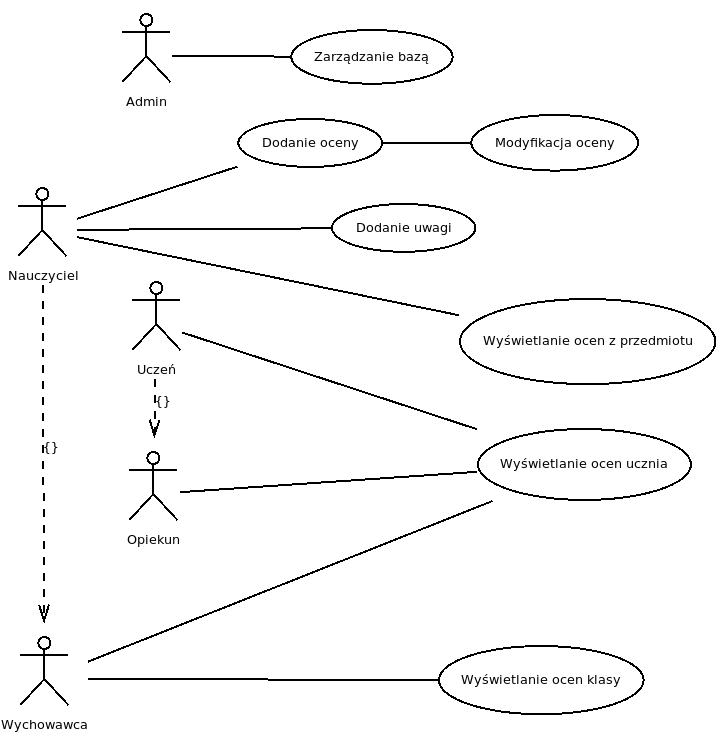 Zarządzanie bazą
Admin
Dodanie oceny
Modyfikacja oceny
Dodanie uwagi
Nauczyciel
Wyświetlanie ocen z przedmiotu
Uczeń
{}
{}
Wyświetlanie ocen ucznia
Opiekun
Wyświetlanie ocen klasy
Wychowawca